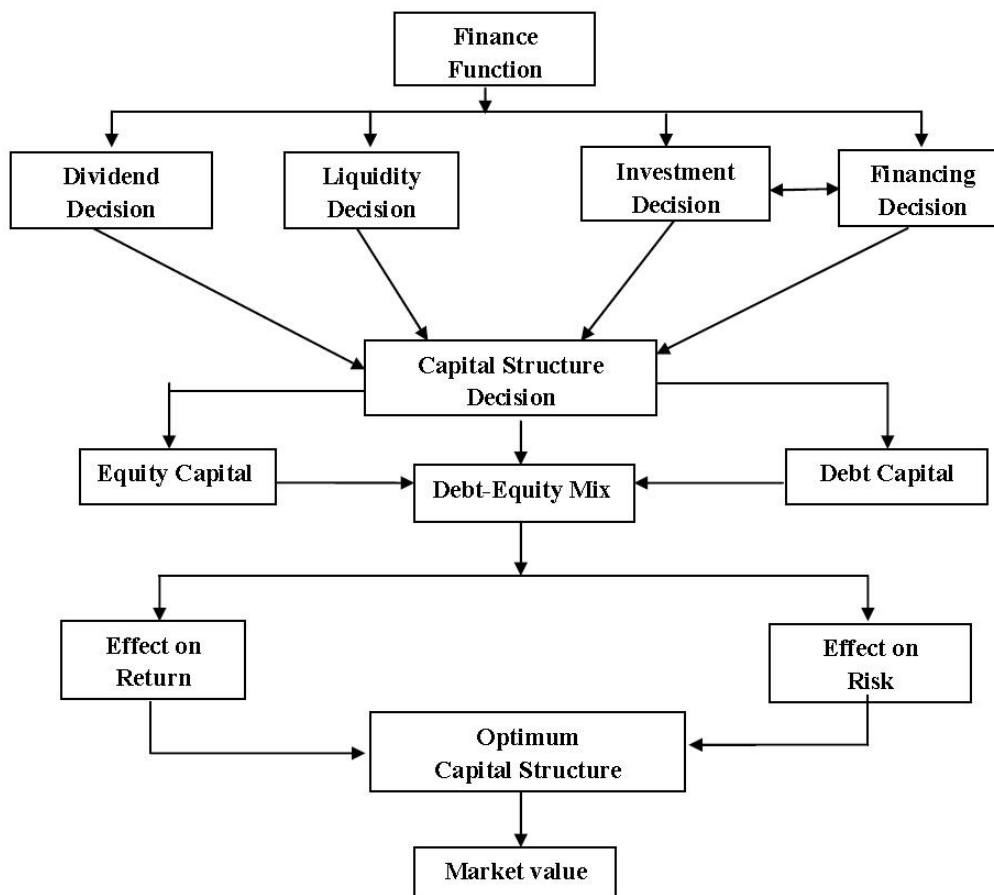 Finance
Function
Dividend
Decision
Liquidity
Decision
Investment
Decision
Financing
Decision
Capital Structure
Decision
Equity Capital
Debt-Equity Mix
Debt Capital
Effect on
Return
Effect on
Risk
Optimum
Capital Structure
Market value